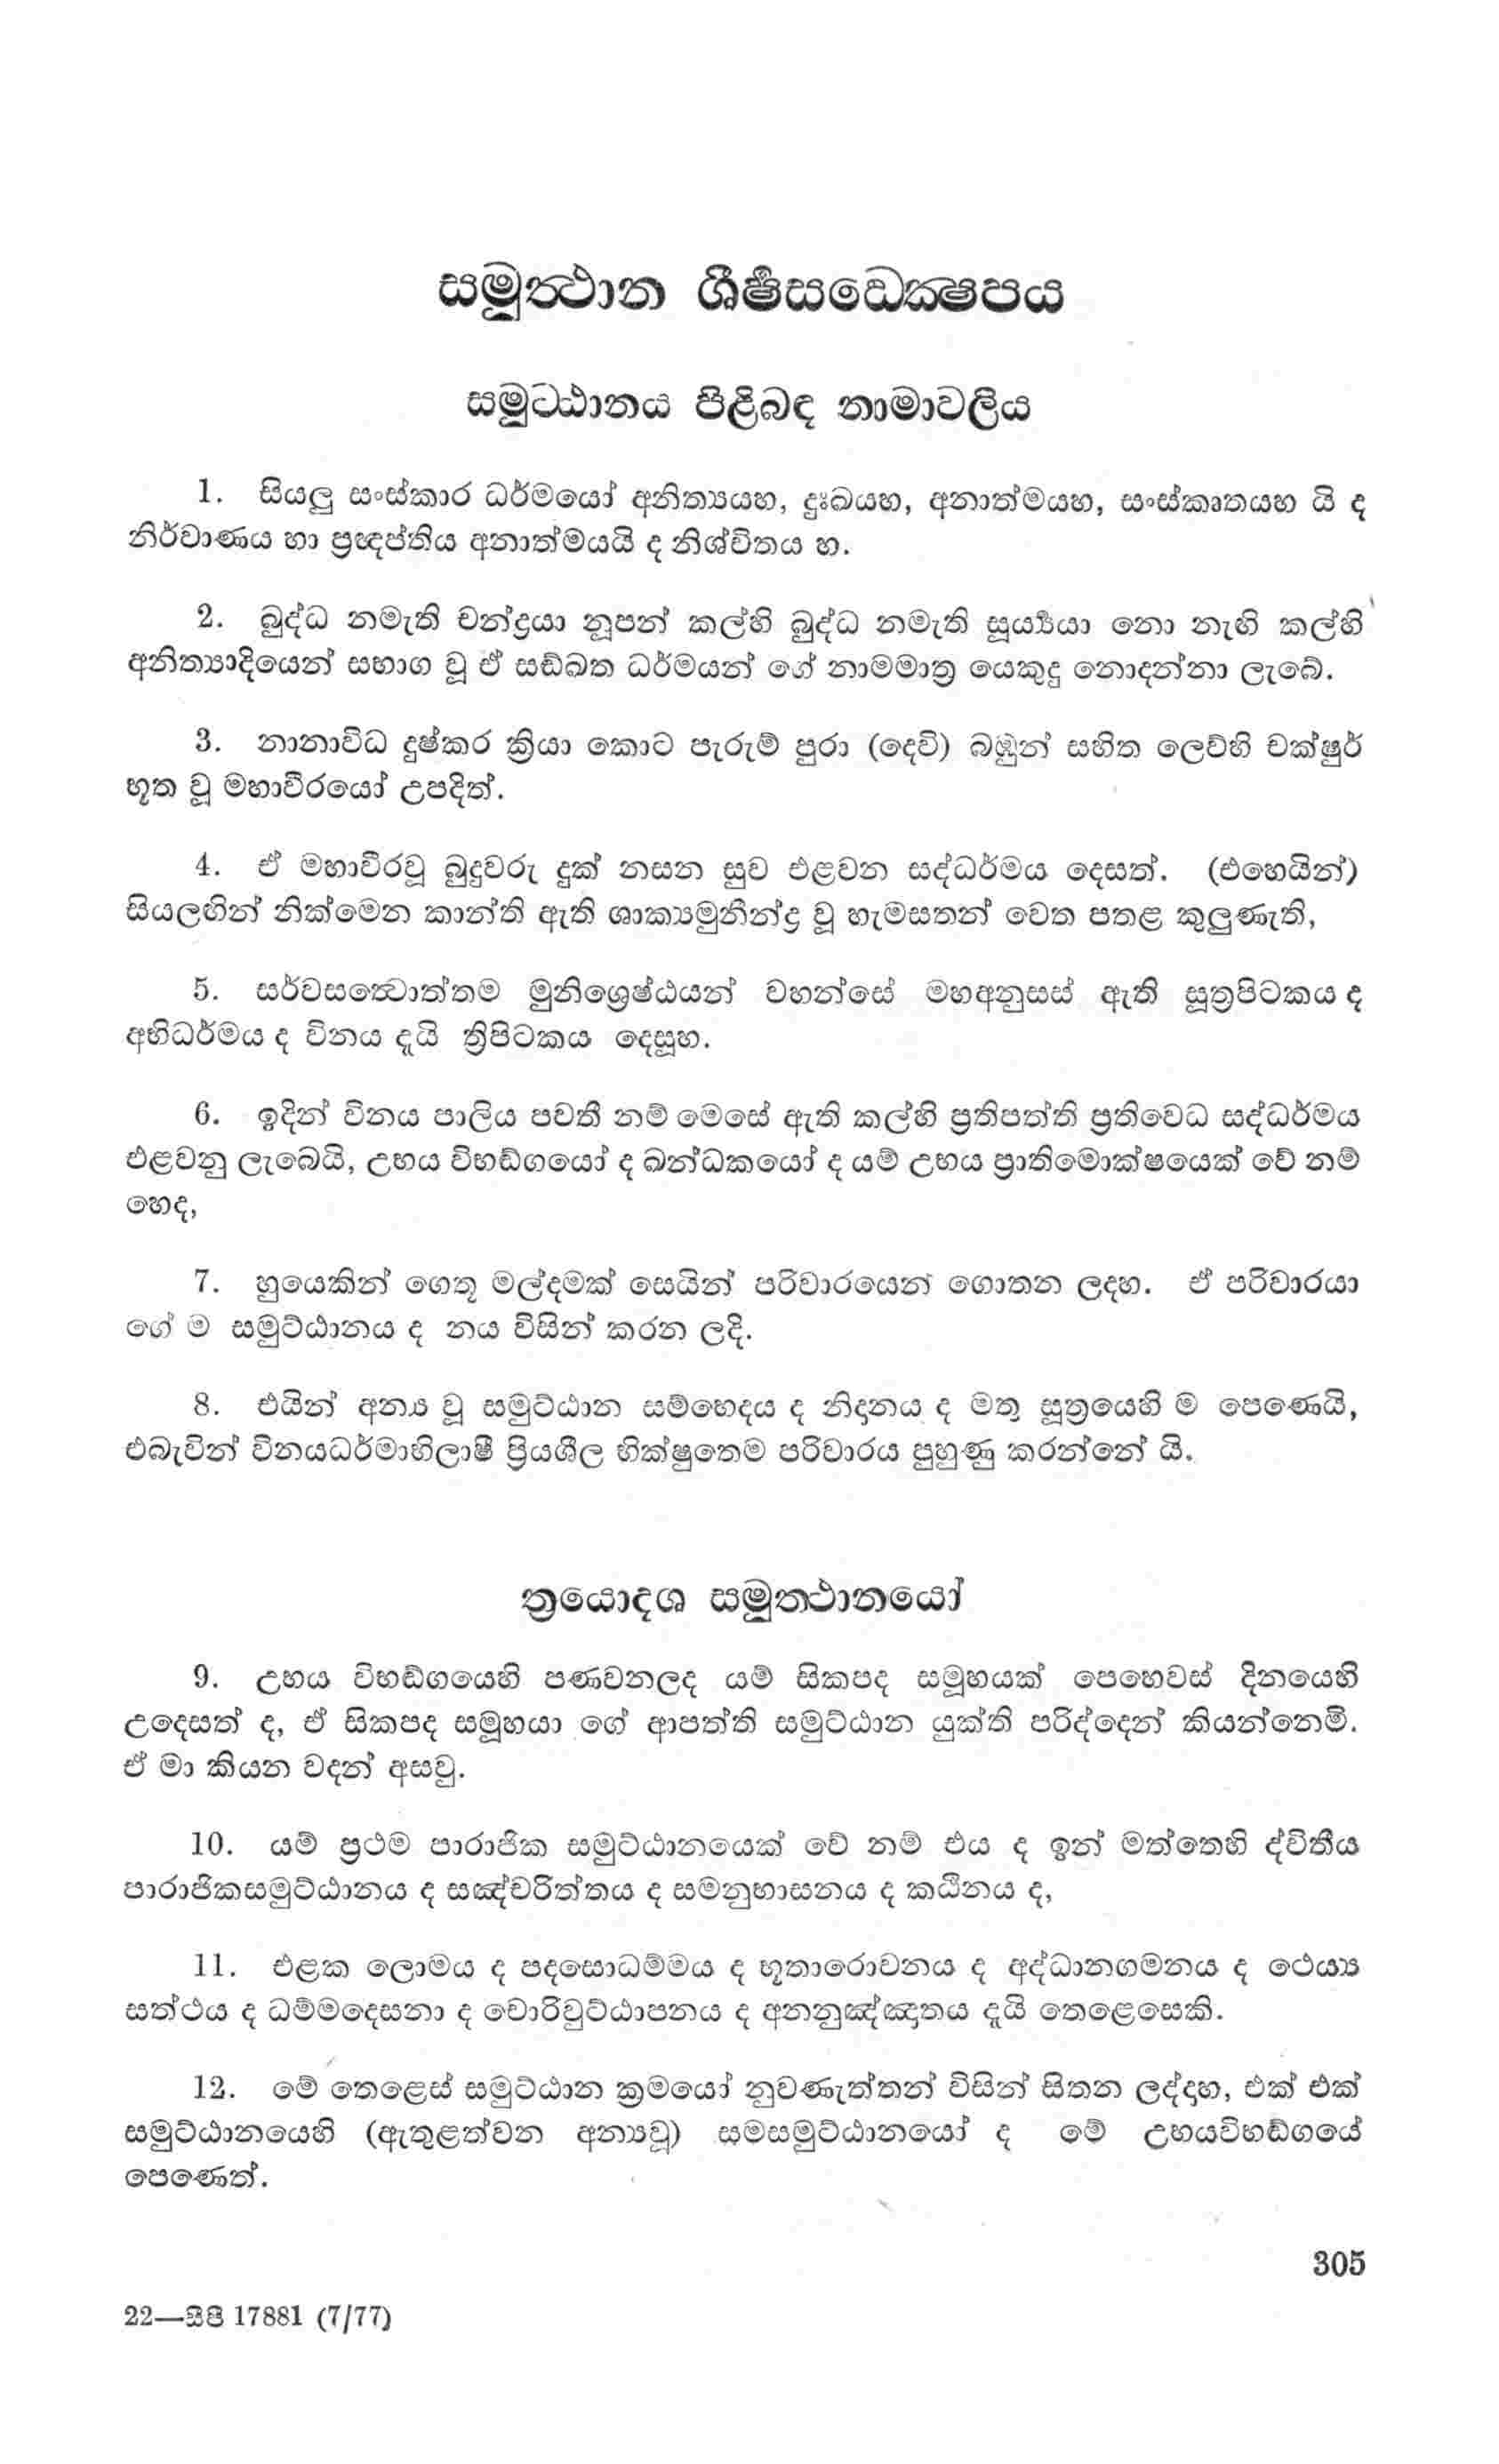 සමුත්‍ථාන ශීර්‍ෂසඞ්ක්‍ෂෙපය
සමුට්ඨානය පිළිබඳ නාමාවලිය
1. සියලු සංස්කාර ධර්මයෝ අනිත්‍යයහ, දුඃඛයහ, අනාත්මයහ, සංස්කෘතයහ යි ද
නිර්වාණය හා ප්‍රඥප්තිය අනාත්මයයි ද නිශ්චිතය හ.
2. බුද්ධ නමැති චන්ද්‍රයා නූපන් කල්හි බුද්ධ නමැති සූර්‍ය්‍යයා නො නැඟි කල්හි
අනිත්‍යාදියෙන් සභාග වූ ඒ සඞ්ඛත ධර්මයන් ගේ නාමමාත්‍ර යෙකුදු නොදන්නා ලැබේ.
3. නානාවිධ දුෂ්කර ක්‍රියා කොට පැරුම් පුරා (දෙවි) බඹුන් සහිත ලෙව්හි චක්ෂුර්
භූත වූ මහාවීරයෝ උපදිත්.
4. ඒ මහාවීරවූ බුදුවරු දුක් නසන සුව එළවන සද්ධර්මය දෙසත්. (එහෙයින්)
සියලඟින් නික්මෙන කාන්ති ඇති ශාක්‍යමුනීන්ද්‍ර වූ හැමසතන් වෙත පතළ කුලුණැති,
5. සර්වසත්‍වොත්තම මුනිශ්‍රෙෂ්ඨයන් වහන්සේ මහඅනුසස් ඇති සූත්‍රපිටකය ද
අභිධර්මය ද විනය දැයි ත්‍රිපිටකය දෙසූහ.
6. ඉදින් විනය පාලිය පවතී නම් මෙසේ ඇති කල්හි ප්‍රතිපත්ති ප්‍රතිවෙධ සද්ධර්මය
එළවනු ලැබෙයි, උභය විභඞ්ගයෝ ද ඛන්ධකයෝ ද යම් උභය ප්‍රාතිමොක්ෂයෙක් වේ නම්
හෙද,
7. හුයෙකින් ගෙතූ මල්දමක් සෙයින් පරිවාරයෙන් ගොතන ලදහ. ඒ පරිවාරයා
ගේ ම සමුට්ඨානය ද නය විසින් කරන ලදි.
8. එයින් අන්‍ය වූ සමුට්ඨාන සම්භෙදය ද නිදානය ද මතු සූත්‍රයෙහි ම පෙණෙයි,
එබැවින් විනයධර්මාභිලාෂී ප්‍රියශීල භික්ෂුතෙම පරිවාරය පුහුණු කරන්නේ යි.
ත්‍රයොදශ සමුත්‍ථානයෝ
9. උභය විභඞ්ගයෙහි පණවනලද යම් සිකපද සමූහයක් පෙහෙවස් දිනයෙහි
උදෙසත් ද, ඒ සිකපද සමූහයා ගේ ආපත්ති සමුට්ඨාන යුක්ති පරිද්දෙන් කියන්නෙමි.
ඒ මා කියන වදන් අසවු.
10. යම් ප්‍රථම පාරාජික සමුට්ඨානයෙක් වේ නම් එය ද ඉන් මත්තෙහි ද්විතීය
පාරාජිකසමුට්ඨානය ද සඤ්චරිත්තය ද සමනුභාසනය ද කඨිනය ද,
11. එළක ලොමය ද පදසොධම්මය ද භූතාරොවනය ද අද්ධානගමනය ද ථෙය්‍ය
සත්ථය ද ධම්මදෙසනා ද චොරිවුට්ඨාපනය ද අනනුඤ්ඤාතය දැයි තෙළෙසෙකි.
12. මේ තෙළෙස් සමුට්ඨාන ක්‍රමයෝ නුවණැත්තන් විසින් සිතන ලද්දාහ, එක් එක්
සමුට්ඨානයෙහි (ඇතුළත්වන අන්‍යවූ) සමසමුට්ඨානයෝ ද මේ උභයවිභඞ්ගයේ
පෙණෙත්.
305
22—සීපී 17881 (7/77)